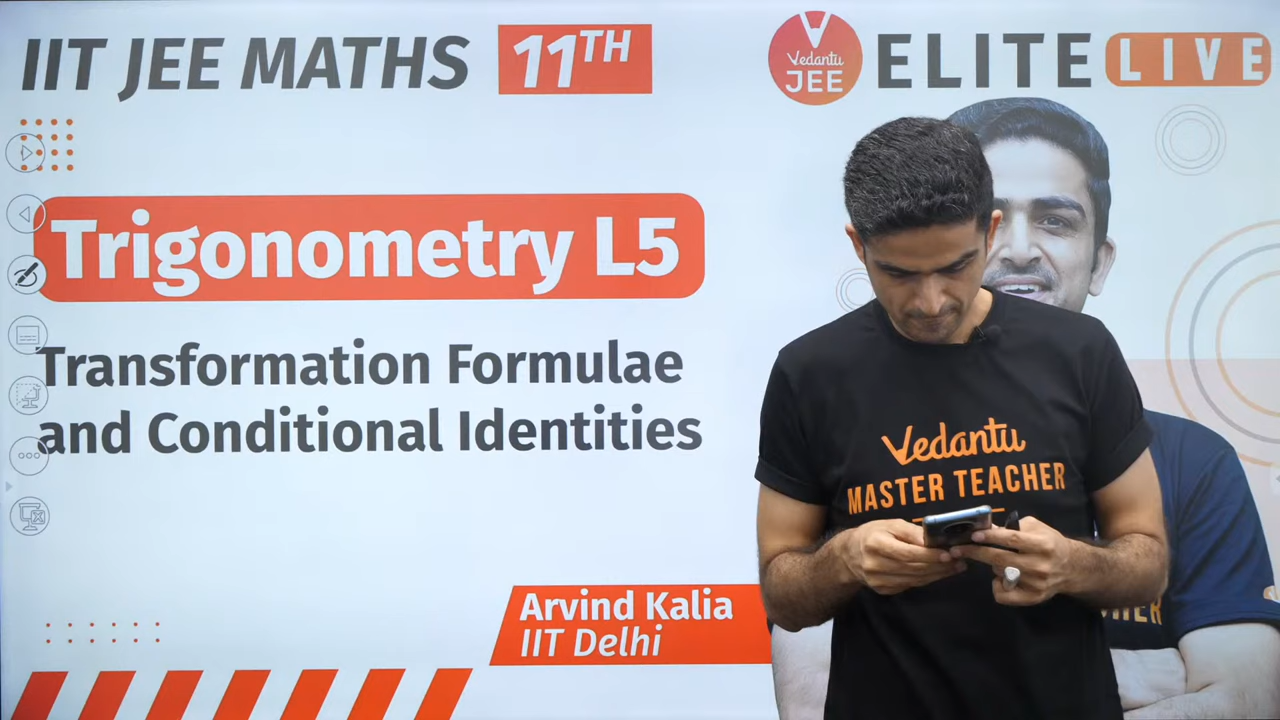 IIT JEE MATHS 11TH
Vedantu
JEE
ELITE LIVE
Trigonometry L5
Transformation Formulae
and Conditional Identities
Vedantu
MASTER TEACHER
Arvind Kalia
IIT Delhi